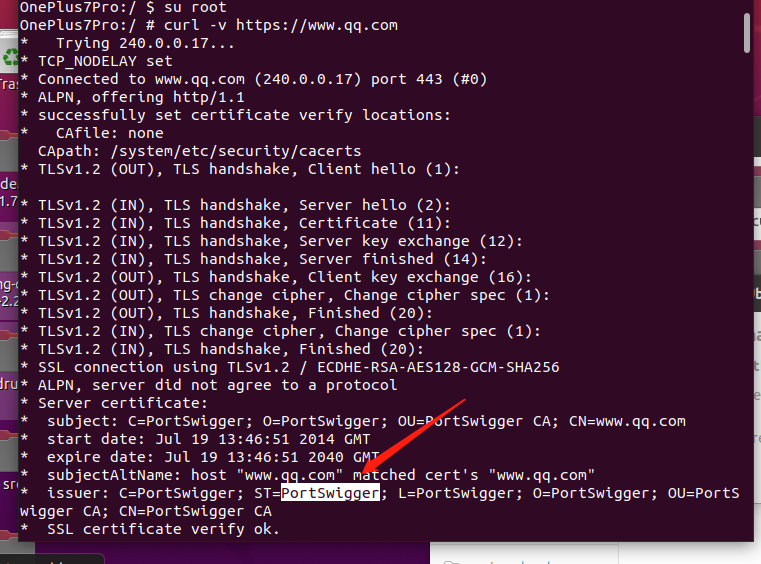 OnePlus7Pro:/ $ su root
OnePlus7Pro:/ # curl -v https://www.qq.com
*   Trying 240.0.0.17...
* TCP_NODELAY set
* Connected to www.qq.com (240.0.0.17) port 443 (#0)
* ALPN, offering http/1.1
* successfully set certificate verify locations:
*   CAfile: none
  CApath: /system/etc/security/cacerts
* TLSv1.2 (OUT), TLS handshake, Client hello (1):
* TLSv1.2 (IN), TLS handshake, Server hello (2):
* TLSv1.2 (IN), TLS handshake, Certificate (11):
* TLSv1.2 (IN), TLS handshake, Server key exchange (12):
* TLSv1.2 (IN), TLS handshake, Server finished (14):
* TLSv1.2 (OUT), TLS handshake, Client key exchange (16):
* TLSv1.2 (OUT), TLS change cipher, Change cipher spec (1):
* TLSv1.2 (OUT), TLS handshake, Finished (20):
* TLSv1.2 (IN), TLS change cipher, Change cipher spec (1):
* TLSv1.2 (IN), TLS handshake, Finished (20):
* SSL connection using TLSv1.2 / ECDHE-RSA-AES128-GCM-SHA256
* ALPN, server did not agree to a protocol
* Server certificate:
*  subject: C=PortSwigger; O=PortSwigger; OU=PortSwigger CA; CN=www.qq.com
*  start date: Jul 19 13:46:51 2014 GMT
*  expire date: Jul 19 13:46:51 2040 GMT
*  subjectAltName: host "www.qq.com" matched cert's "www.qq.com"
*  issuer: C=PortSwigger; ST=PortSwigger; L=PortSwigger; O=PortSwigger; OU=PortS
wigger CA; CN=PortSwigger CA
*  SSL certificate verify ok.